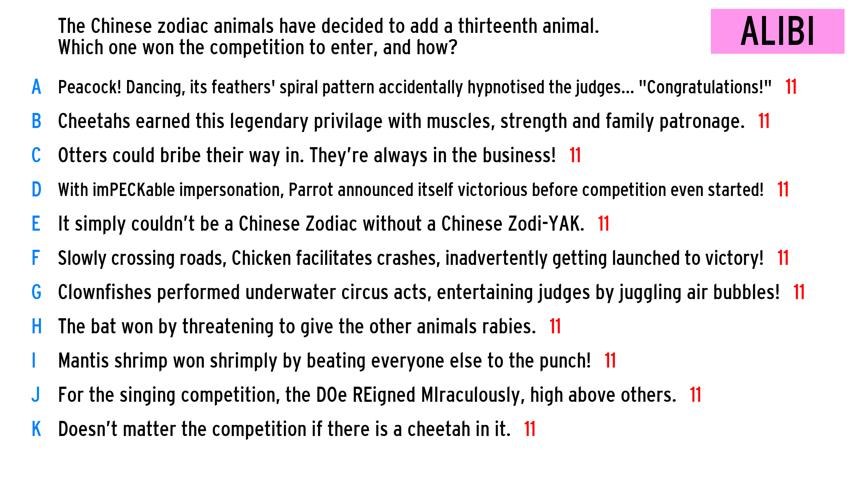 The Chinese zodiac animals have decided to add a thirteenth animal.
Which one won the competition to enter, and how?
ALIBI
A Peacock! Dancing, its feathers' spiral pattern accidentally hypnotised the judges... "Congratulations!" 11
B Cheetahs earned this legendary privilage with muscles, strength and family patronage. 11
C Otters could bribe their way in. They're always in the business! 11
D With imPECKable impersonation, Parrot announced itself victorious before competition even started! 11
E It simply couldn't be a Chinese Zodiac without a Chinese Zodi-YAK. 11
F Slowly crossing roads, Chicken facilitates crashes, inadvertently getting launched to victory! 11
G Clownfishes performed underwater circus acts, entertaining judges by juggling air bubbles! 11
H The bat won by threatening to give the other animals rabies. 11
I Mantis shrimp won shrimply by beating everyone else to the punch! 11
J For the singing competition, the DOe REigned MIraculously, high above others. 11
K Doesn't matter the competition if there is a cheetah in it. 11